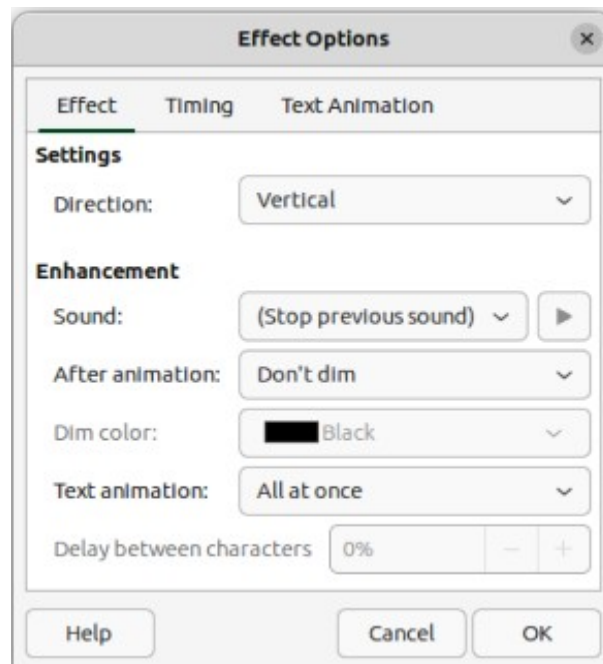 Effect Options
Effect Timing Text Animation
Settings
Direction: Vertical
Enhancement
Sound: (Stop previous sound)
After animation: Don't dim
Dim color: Black
Text animation: All at once
Delay between characters 0%
Help Cancel OK